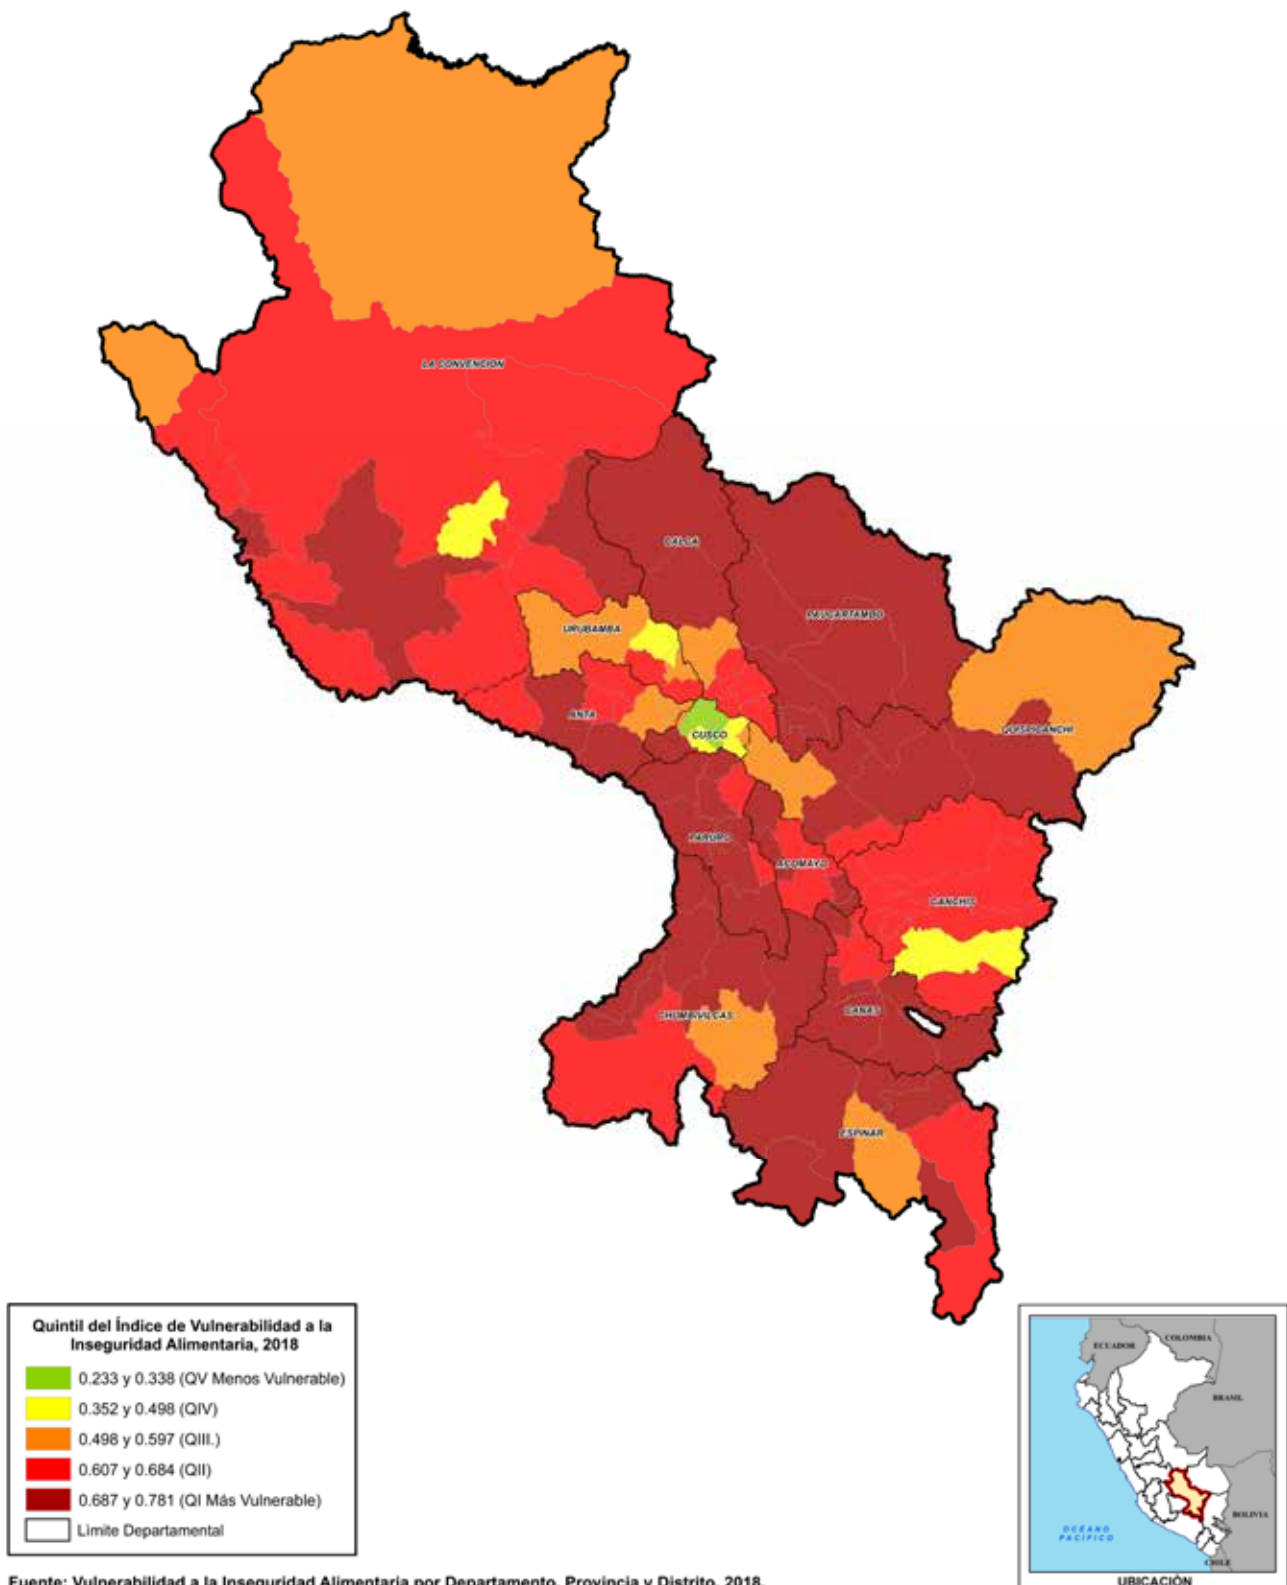 LA CONVENCION
CALCA
PAUCARTAMBO
URUBAMBA
ANTA
CUSCO
QUISPICANCHI
PARURO
ACOMAYO
CANCHIS
CHUMBIVILCAS
CANAS
ESPINAR
Quintil del Índice de Vulnerabilidad a la
Inseguridad Alimentaria, 2018
0.233 y 0.338 (QV Menos Vulnerable)
0.352 y 0.498 (QIV)
0.498 y 0.597 (QIII.)
0.607 y 0.684 (QII)
0.687 y 0.781 (QI Más Vulnerable)
Límite Departamental
ECUADOR
COLOMBIA
BRASIL
BOLIVIA
OCÉANO
PACÍFICO
CHILE
UBICACIÓN
Fuente: Vulnerabilidad a la Inseguridad Alimentaria por Departamento, Provincia y Distrito, 2018.